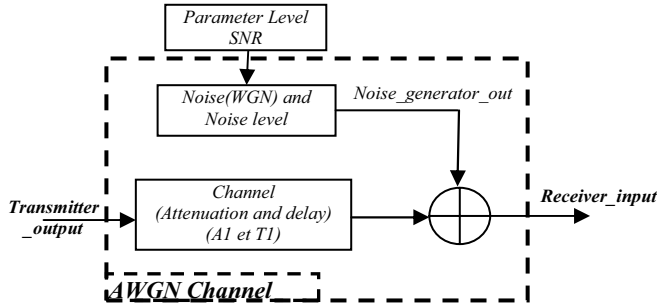 Parameter Level
SNR
Noise(WGN) and
Noise level
Noise_generator_out
Transmitter
_output
Channel
(Attenuation and delay)
(A1 et T1)
Receiver_input
AWGN Channel